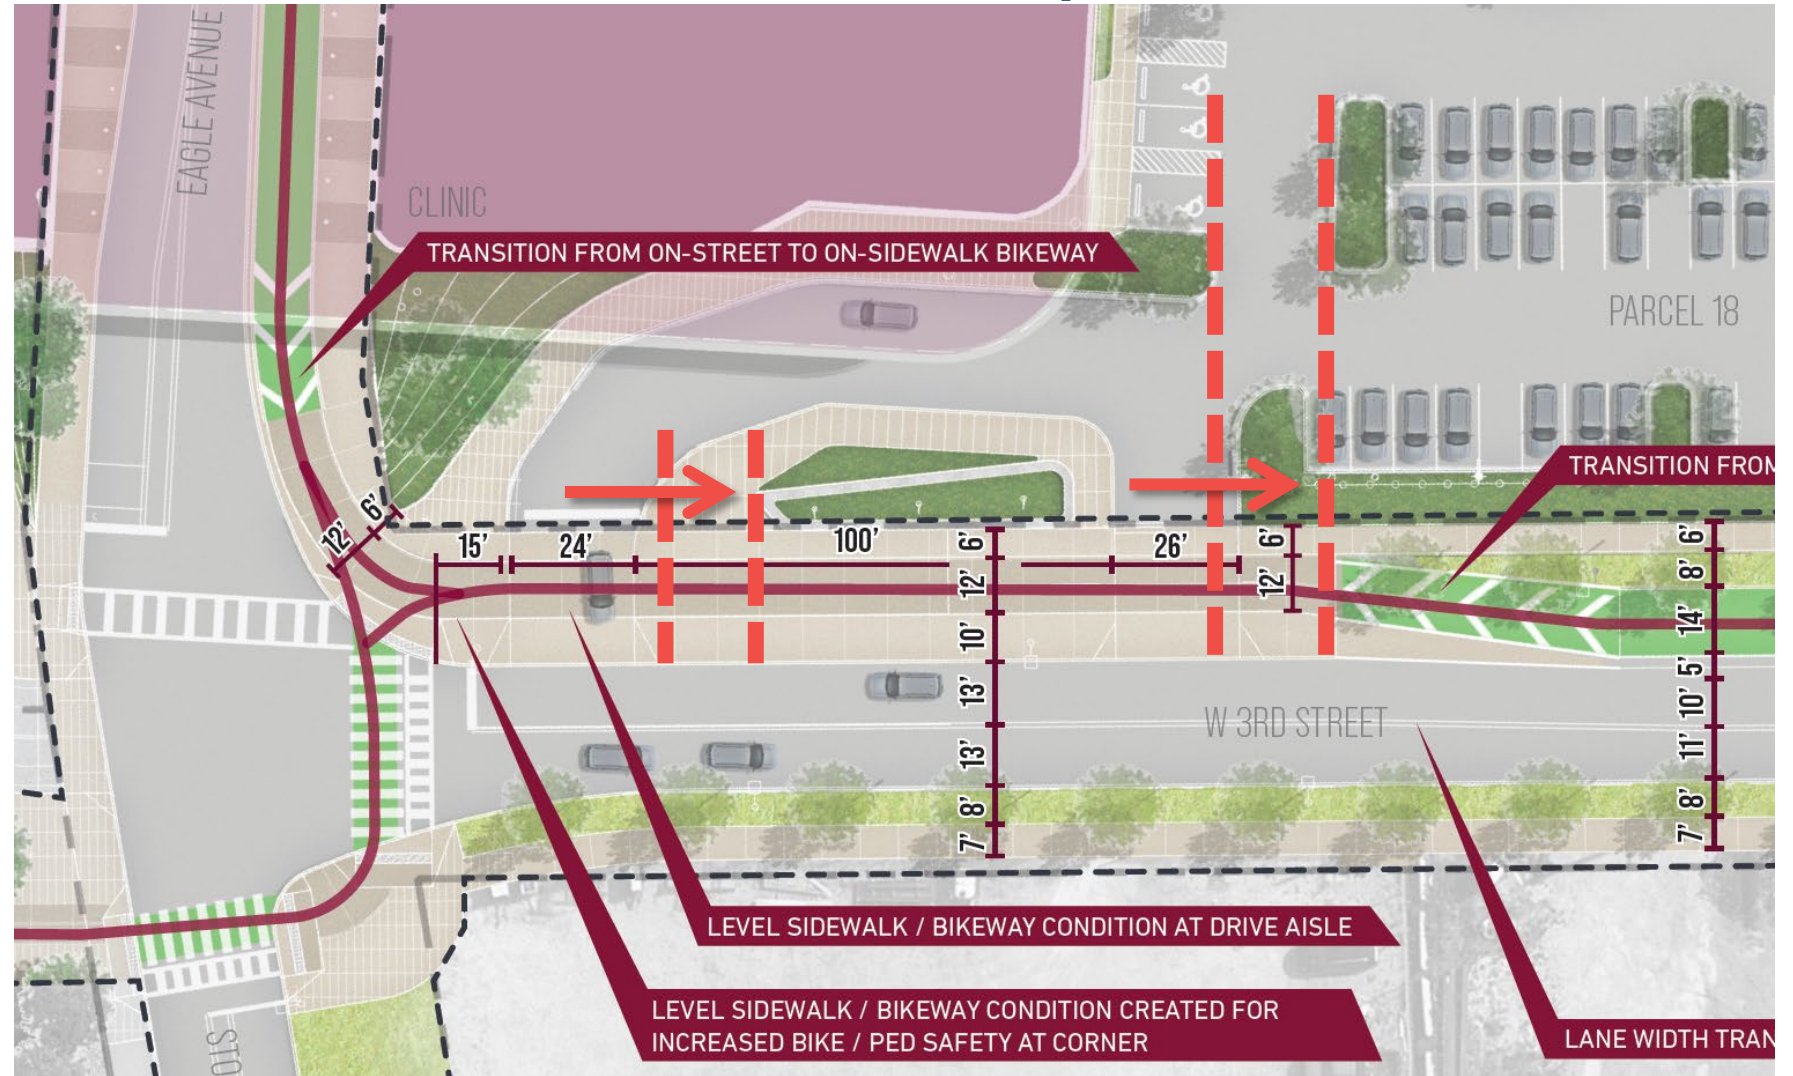 EAGLE AVENUE
CLINIC
TRANSITION FROM ON-STREET TO ON-SIDEWALK BIKEWAY
PARCEL 18
TRANSITION FROM
6'
12'
15'
24'
100'
6'
26'
6'
6'
12'
12'
8'
10'
14'
13'
5'
W 3RD STREET
10'
13'
11'
8'
8'
7'
7'
LEVEL SIDEWALK / BIKEWAY CONDITION AT DRIVE AISLE
LEVEL SIDEWALK / BIKEWAY CONDITION CREATED FOR
INCREASED BIKE / PED SAFETY AT CORNER
LANE WIDTH TRAN